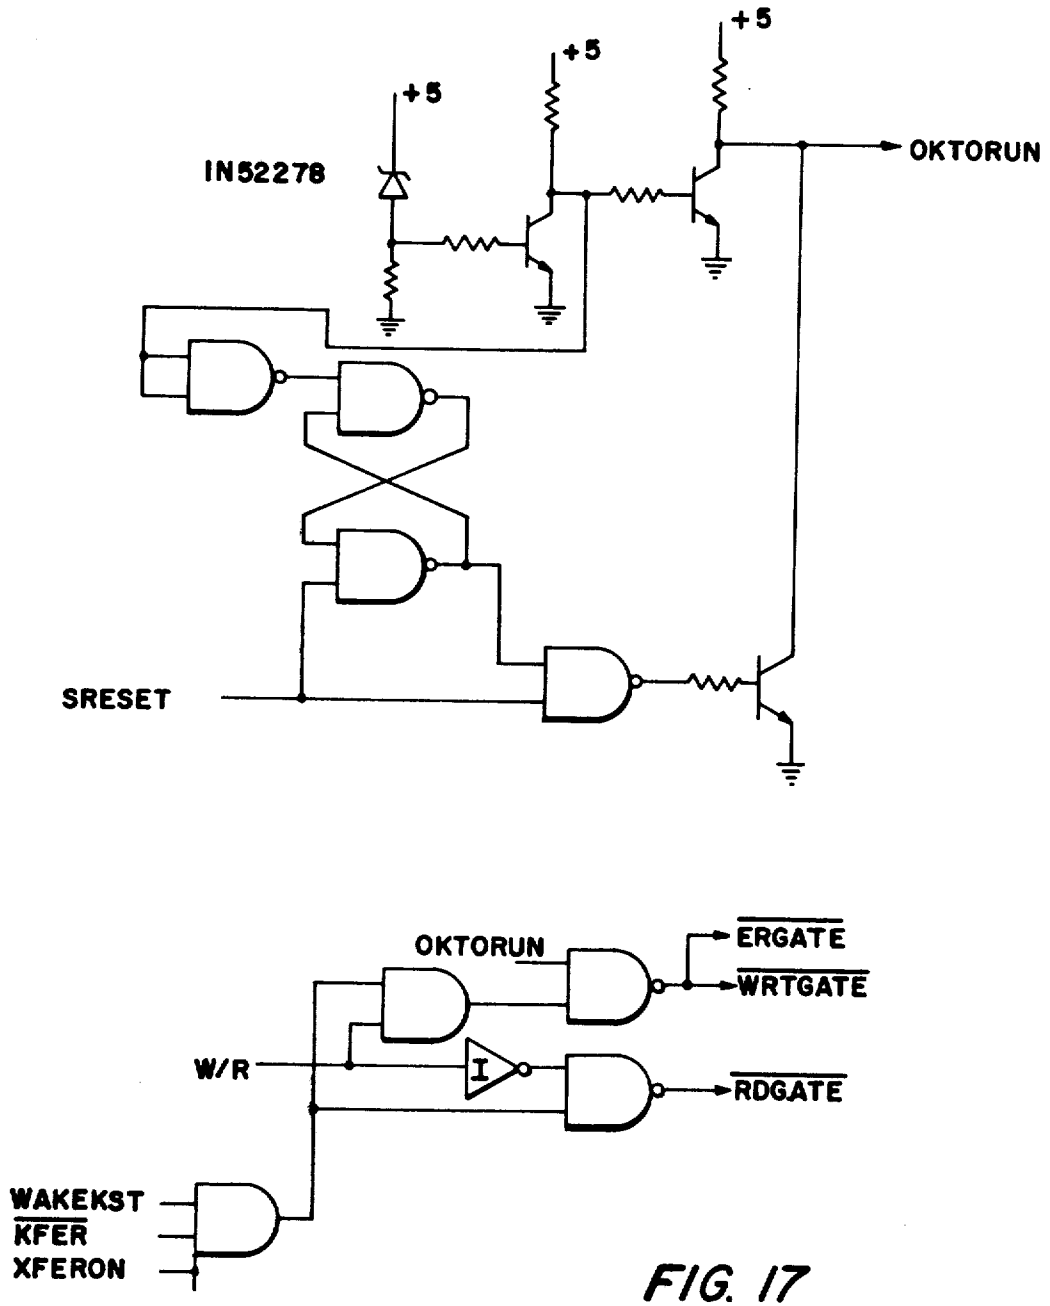 +5
+5
+5
OKTORUN
IN52278
SRESET
OKTORUN
ERGATE
WRTGATE
W/R
I
RDGATE
WAKEKST
KFER
XFERON
FIG. 17